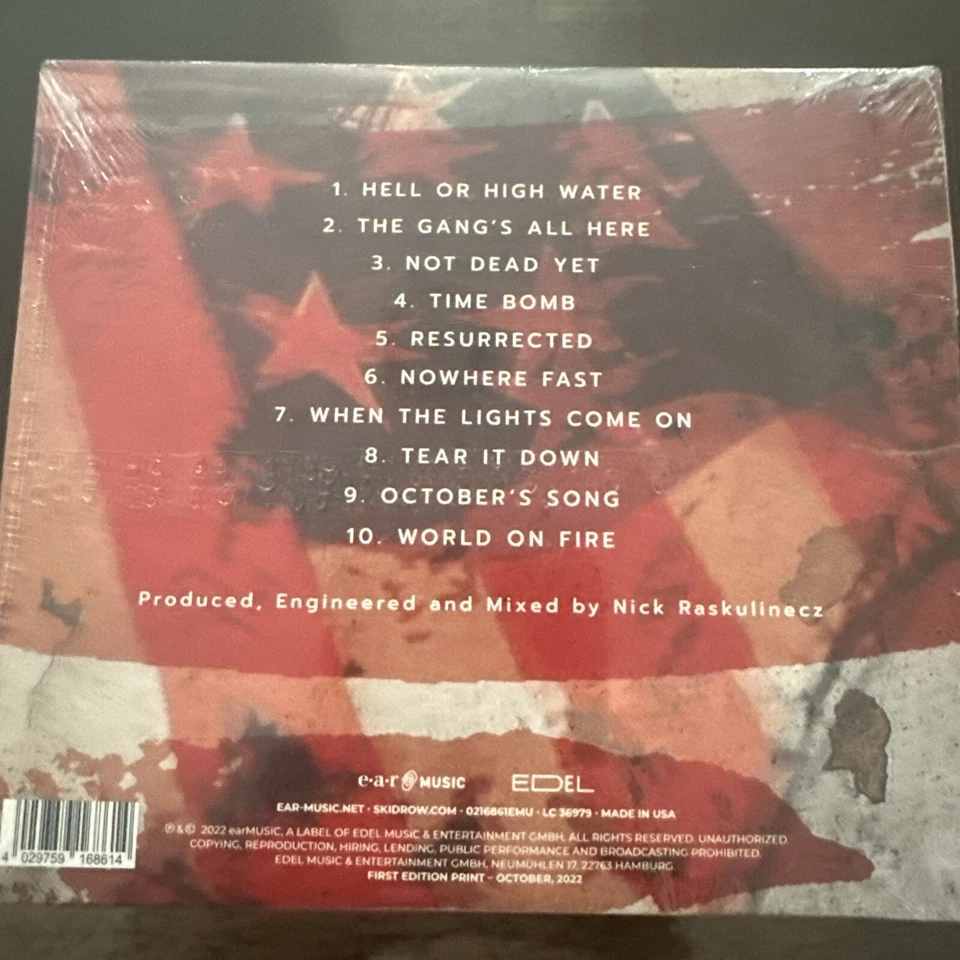 1. HELL OR HIGH WATER
2. THE GANG'S ALL HERE
3. NOT DEAD YET
4. TIME BOMB
5. RESURRECTED
6. NOWHERE FAST
7. WHEN THE LIGHTS COME ON
8. TEAR IT DOWN
9. OCTOBER'S SONG
10. WORLD ON FIRE
Produced, Engineered and Mixed by Nick Raskulinecz
e·a·r MUSIC EDEL
EAR-MUSIC.NET · SKIDROW.COM · 0216861EMU · LC 36979 · MADE IN USA
℗ & © 2022 earMUSIC, A LABEL OF EDEL MUSIC & ENTERTAINMENT GMBH. ALL RIGHTS RESERVED. UNAUTHORIZED
COPYING, REPRODUCTION, HIRING, LENDING, PUBLIC PERFORMANCE AND BROADCASTING PROHIBITED.
EDEL MUSIC & ENTERTAINMENT GMBH, NEUMÜHLEN 17, 22763 HAMBURG.
FIRST EDITION PRINT – OCTOBER, 2022
4 029759 168614